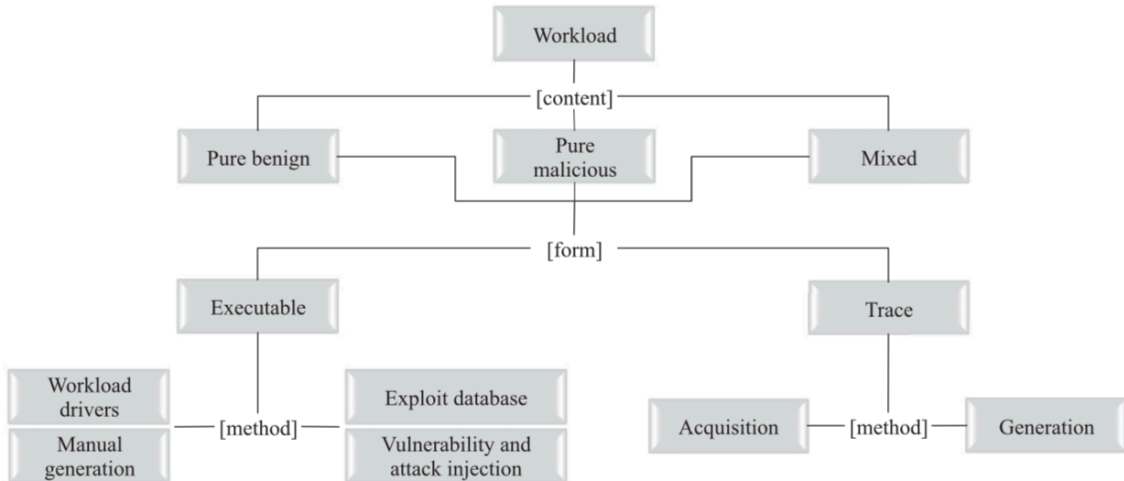 Workload
[content]
Pure benign
Pure
malicious
Mixed
[form]
Executable
Trace
Workload
drivers
Manual
generation
[method]
Exploit database
Vulnerability and
attack injection
Acquisition
[method]
Generation